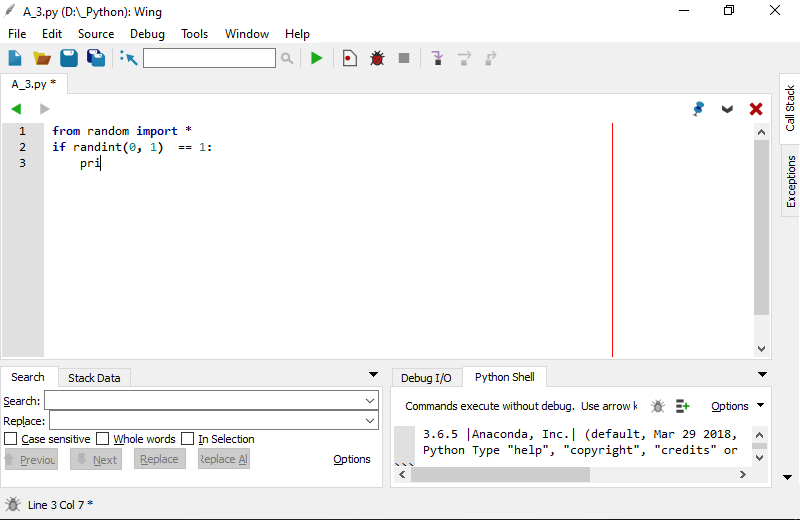 A_3.py (D:\_Python): Wing
File Edit Source Debug Tools Window Help
A_3.py *
1 from random import *
2 if randint(0, 1)  == 1:
3     pri
Call Stack
Exceptions
Search Stack Data
Search:
Replace:
Case sensitive Whole words In Selection
Previou Next Replace Replace Al Options
Debug I/O Python Shell
Commands execute without debug. Use arrow k Options
3.6.5 |Anaconda, Inc.| (default, Mar 29 2018,
Python Type "help", "copyright", "credits" or
>>>
Line 3 Col 7 *